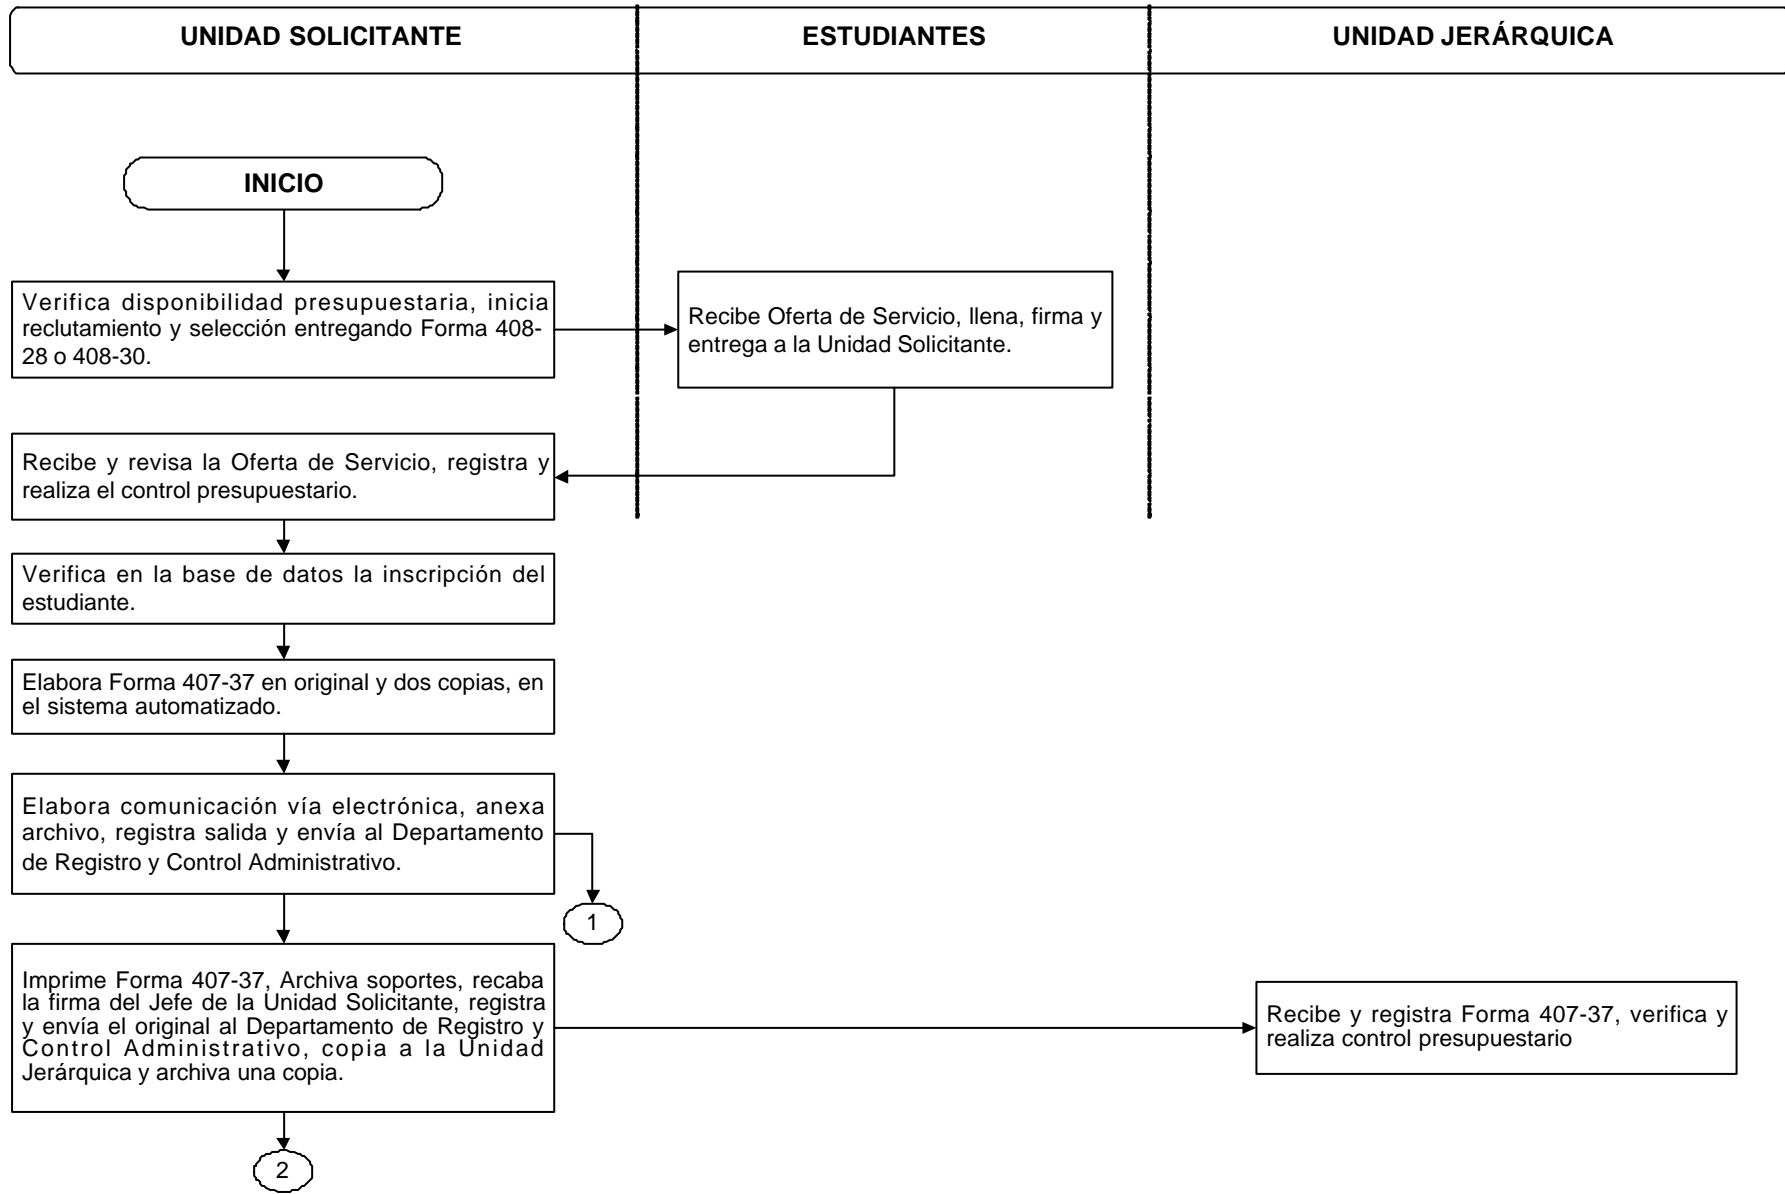 UNIDAD SOLICITANTE
ESTUDIANTES
UNIDAD JERÁRQUICA
INICIO
Verifica disponibilidad presupuestaria, inicia
reclutamiento y selección entregando Forma 408-
28 o 408-30.
Recibe Oferta de Servicio, llena, firma y
entrega a la Unidad Solicitante.
Recibe y revisa la Oferta de Servicio, registra y
realiza el control presupuestario.
Verifica en la base de datos la inscripción del
estudiante.
Elabora Forma 407-37 en original y dos copias, en
el sistema automatizado.
Elabora comunicación vía electrónica, anexa
archivo, registra salida y envía al Departamento
de Registro y Control Administrativo.
1
Imprime Forma 407-37, Archiva soportes, recaba
la firma del Jefe de la Unidad Solicitante, registra
y envía el original al Departamento de Registro y
Control Administrativo, copia a la Unidad
Jerárquica y archiva una copia.
Recibe y registra Forma 407-37, verifica y
realiza control presupuestario
2